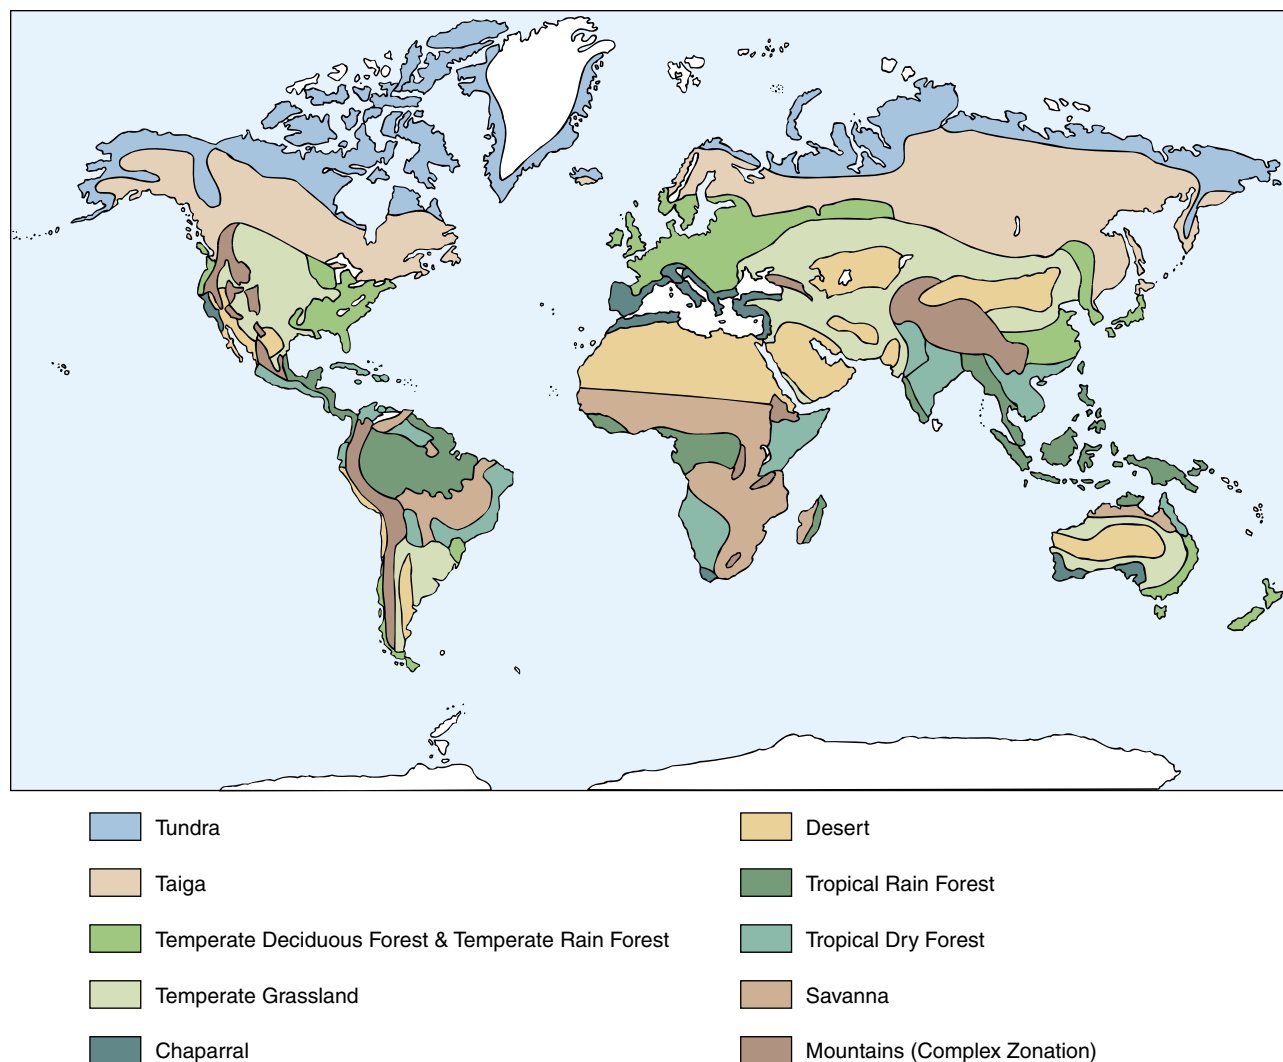 Tundra
Taiga
Temperate Deciduous Forest & Temperate Rain Forest
Temperate Grassland
Chaparral
Desert
Tropical Rain Forest
Tropical Dry Forest
Savanna
Mountains (Complex Zonation)